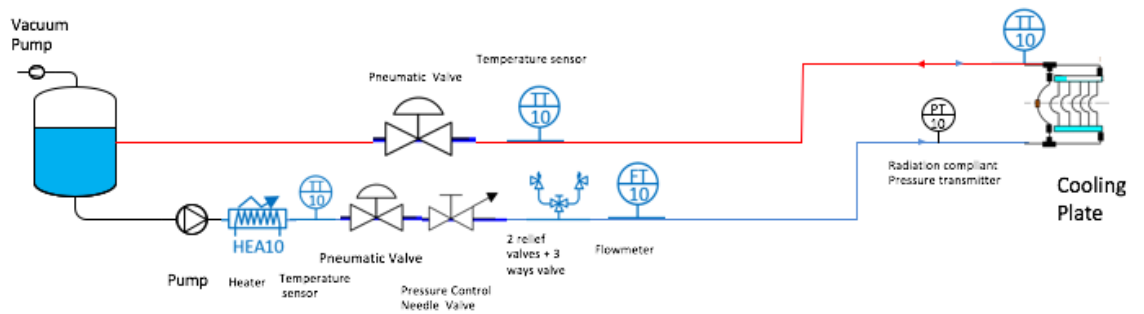 Vacuum
Pump
Pneumatic Valve
Temperature sensor
TT
10
TT
10
PT
10
Radiation compliant
Pressure transmitter
Cooling
Plate
HEA10
TT
10
FT
10
Pump
Heater
Temperature
sensor
Pneumatic Valve
Pressure Control
Needle Valve
2 relief
valves + 3
ways valve
Flowmeter